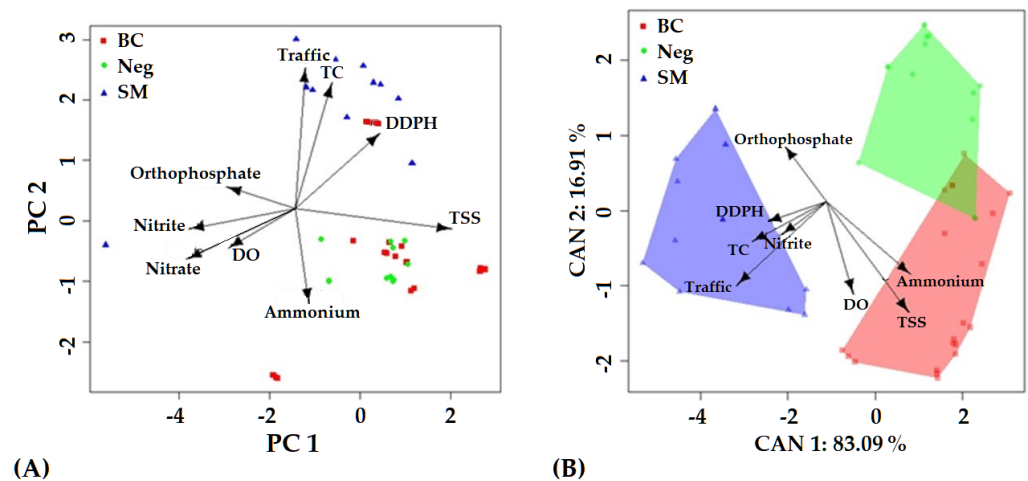 BC
Neg
SM
3
2
1
0
-1
-2
PC 2
Traffic
TC
DDPH
Orthophosphate
Nitrite
Nitrate
DO
TSS
Ammonium
-4
-2
0
2
PC 1
(A)
BC
Neg
SM
2
1
0
-1
-2
CAN 2: 16.91 %
Orthophosphate
DDPH
Nitrite
TC
Traffic
DO
Ammonium
TSS
-4
-2
0
2
CAN 1: 83.09 %
(B)